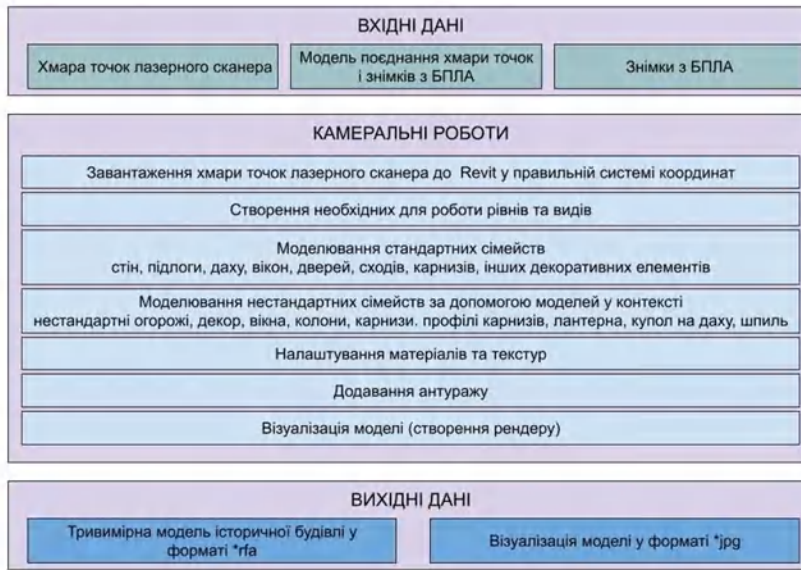 ВХІДНІ ДАНІ
Хмара точок лазерного сканера
Модель поєднання хмари точок
і знімків з БПЛА
Знімки з БПЛА
КАМЕРАЛЬНІ РОБОТИ
Завантаження хмари точок лазерного сканера до Revit у правильній системі координат
Створення необхідних для роботи рівнів та видів
Моделювання стандартних сімейств
стін, підлоги, даху, вікон, дверей, сходів, карнизів, інших декоративних елементів
Моделювання нестандартних сімейств за допомогою моделей у контексті
нестандартні огорожі, декор, вікна, колони, карнизи. профілі карнизів, лантерна, купол на даху, шпиль
Налаштування матеріалів та текстур
Додавання антуражу
Візуалізація моделі (створення рендеру)
ВИХІДНІ ДАНІ
Тривимірна модель історичної будівлі у
форматі *rfa
Візуалізація моделі у форматі *jpg